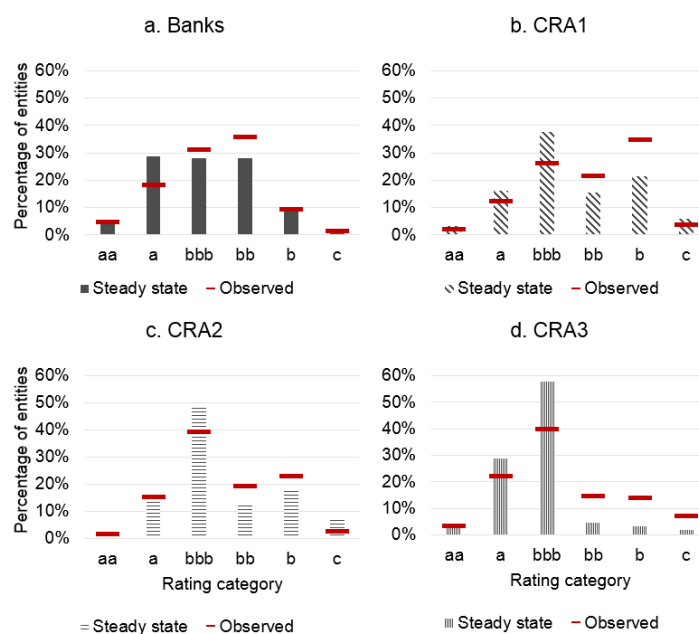 a. Banks
Percentage of entities
60%
50%
40%
30%
20%
10%
0%
aa a bbb bb b c
Steady state Observed
b. CRA1
60%
50%
40%
30%
20%
10%
0%
aa a bbb bb b c
Steady state Observed
c. CRA2
Percentage of entities
60%
50%
40%
30%
20%
10%
0%
aa a bbb bb b c
Rating category
Steady state Observed
d. CRA3
60%
50%
40%
30%
20%
10%
0%
aa a bbb bb b c
Rating category
Steady state Observed